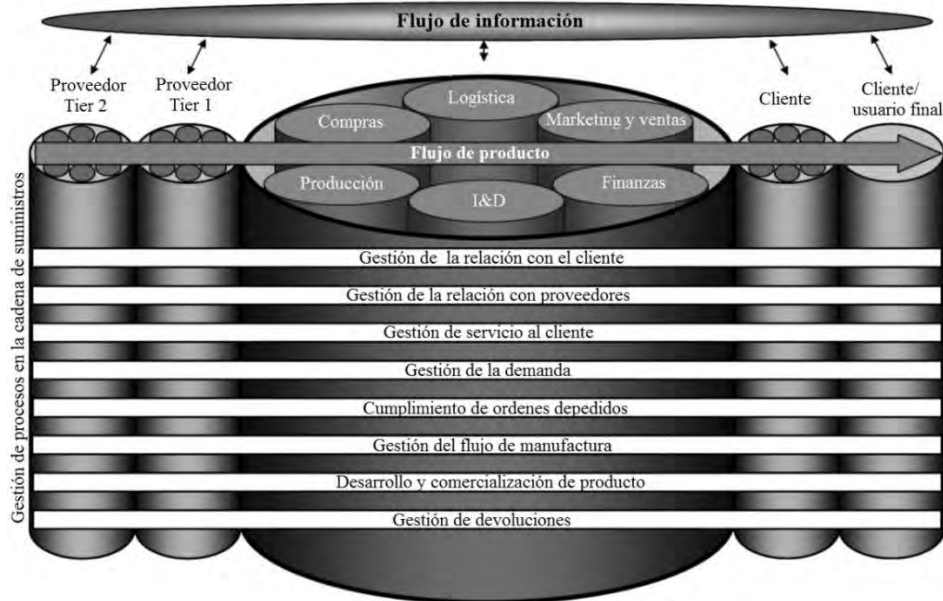 Flujo de información
Proveedor
Tier 2
Proveedor
Tier 1
Cliente
Cliente/
usuario final
Logística
Compras
Marketing y ventas
Flujo de producto
Producción
Finanzas
I&D
Gestión de procesos en la cadena de suministros
Gestión de la relación con el cliente
Gestión de la relación con proveedores
Gestión de servicio al cliente
Gestión de la demanda
Cumplimiento de ordenes depedidos
Gestión del flujo de manufactura
Desarrollo y comercialización de producto
Gestión de devoluciones